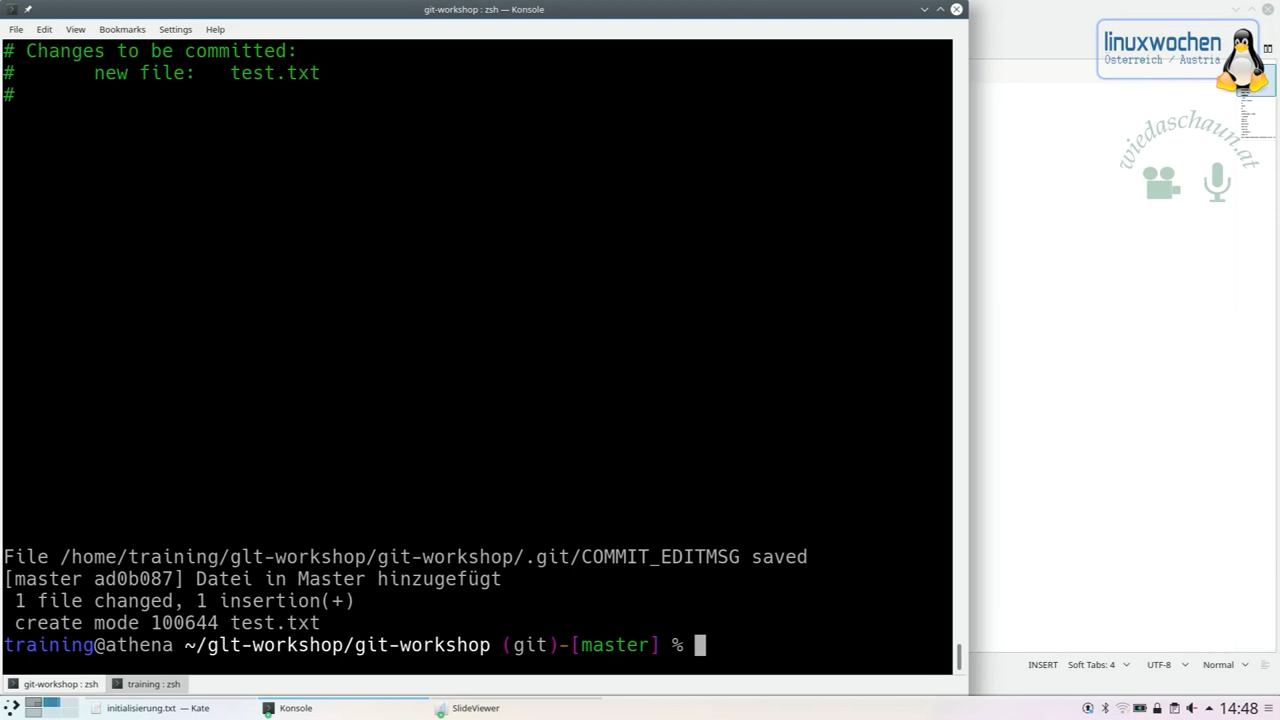 git-workshop : zsh — Konsole
File Edit View Bookmarks Settings Help
# Changes to be committed:
# new file: test.txt
#
File /home/training/glt-workshop/git-workshop/.git/COMMIT_EDITMSG saved
[master ad0b087] Datei in Master hinzugefügt
1 file changed, 1 insertion(+)
create mode 100644 test.txt
training@athena ~/glt-workshop/git-workshop (git)-[master] %
linuxwochen
Österreich / Austria
wiedaschaun.at
INSERT Soft Tabs: 4 UTF-8 Normal
git-workshop : zsh training : zsh
initialisierung.txt — Kate Konsole SlideViewer 14:48